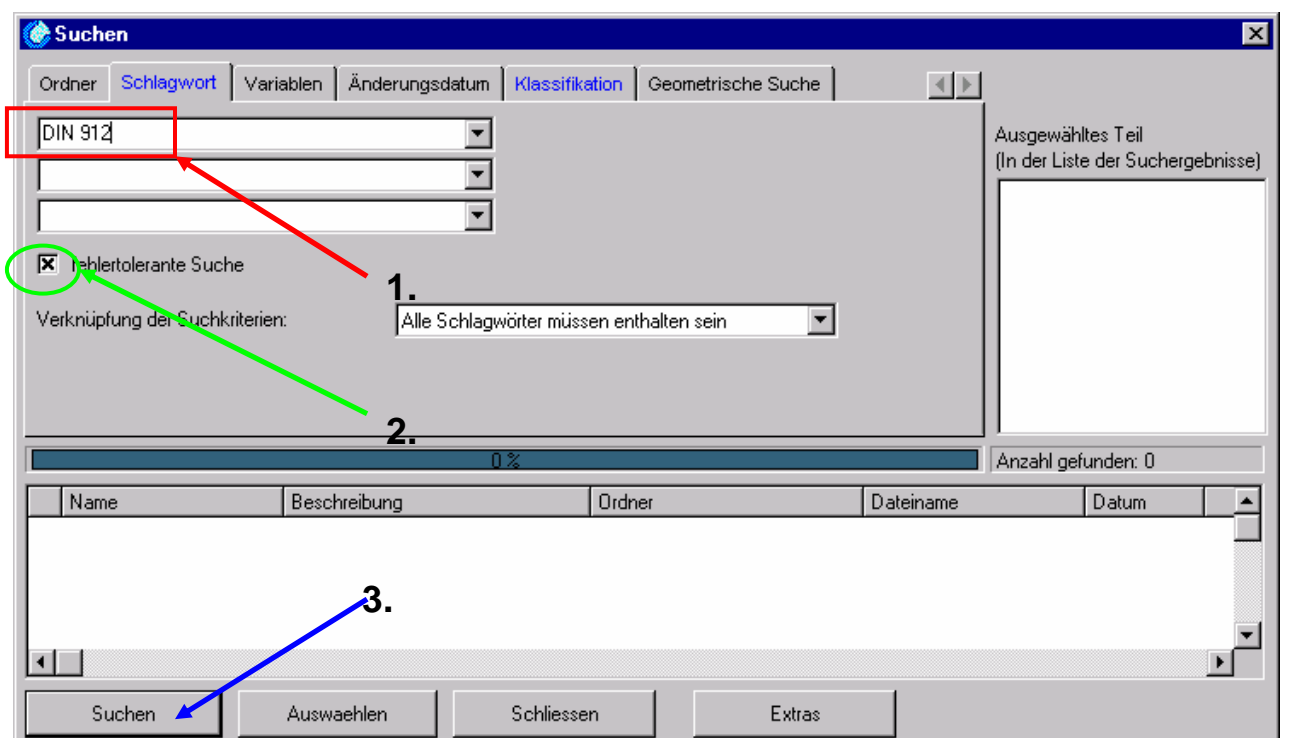 Suchen
Ordner Schlagwort Variablen Änderungsdatum Klassifikation Geometrische Suche
DIN 912
Ausgewähltes Teil
(In der Liste der Suchergebnisse)
fehlertolerante Suche
1.
Verknüpfung der Suchkriterien: Alle Schlagwörter müssen enthalten sein
2.
0 % Anzahl gefunden: 0
Name Beschreibung Ordner Dateiname Datum
3.
Suchen Auswaehlen Schliessen Extras